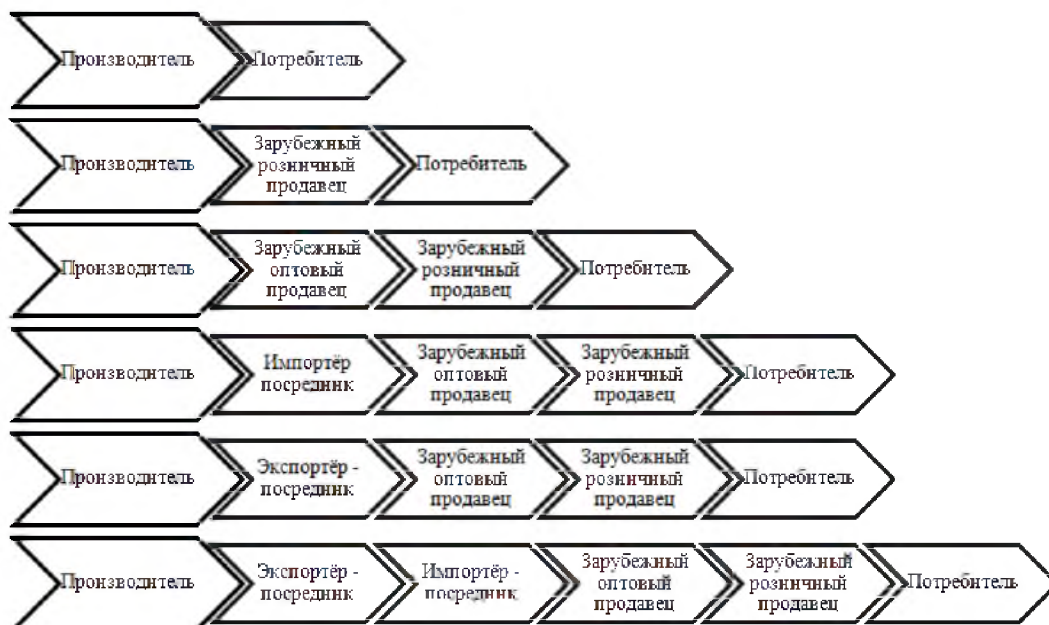 Производитель Потребитель
Производитель Зарубежный розничный продавец Потребитель
Производитель Зарубежный оптовый продавец Зарубежный розничный продавец Потребитель
Производитель Импортёр посредник Зарубежный оптовый продавец Зарубежный розничный продавец Потребитель
Производитель Экспортёр - посредник Зарубежный оптовый продавец Зарубежный розничный продавец Потребитель
Производитель Экспортёр - посредник Импортёр - посредник Зарубежный оптовый продавец Зарубежный розничный продавец Потребитель